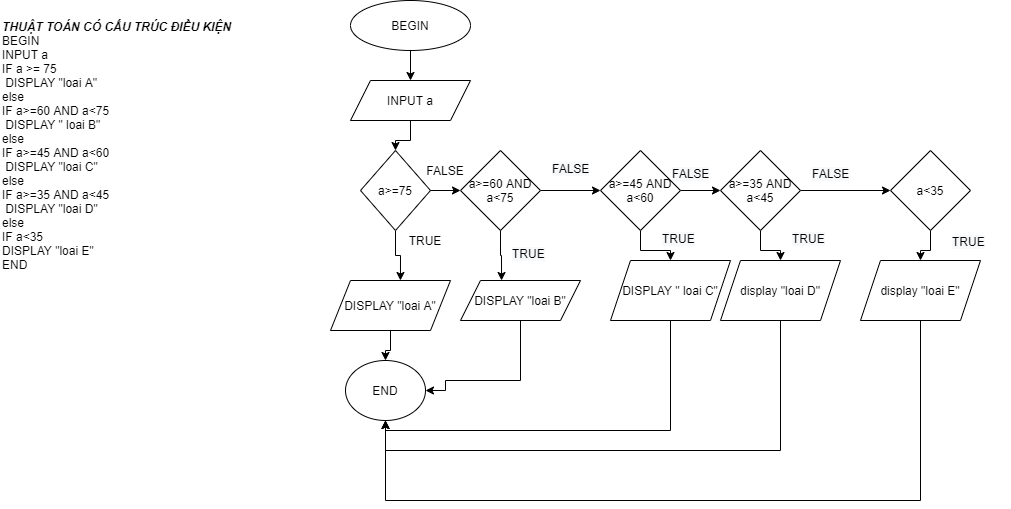 THUẬT TOÁN CÓ CẤU TRÚC ĐIỀU KIỆN
BEGIN
INPUT a
IF a >= 75
DISPLAY "loai A"
else
IF a>=60 AND a<75
DISPLAY " loai B"
else
IF a>=45 AND a<60
DISPLAY "loai C"
else
IF a>=35 AND a<45
DISPLAY "loai D"
else
IF a<35
DISPLAY "loai E"
END
BEGIN
INPUT a
a>=75
FALSE
a>=60 AND
a<75
FALSE
a>=45 AND
a<60
FALSE
a>=35 AND
a<45
FALSE
a<35
TRUE
TRUE
TRUE
TRUE
TRUE
DISPLAY "loai A"
DISPLAY "loai B"
DISPLAY " loai C"
display "loai D"
display "loai E"
END